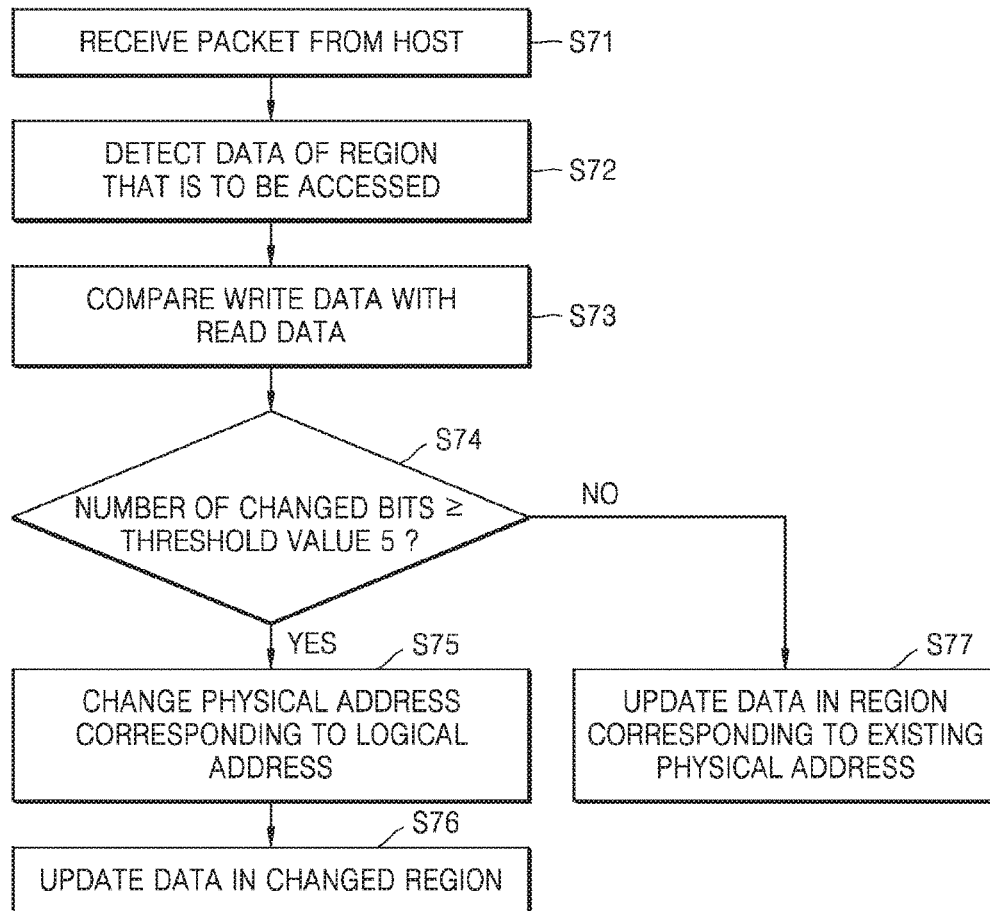 RECEIVE PACKET FROM HOST
S71
DETECT DATA OF REGION
THAT IS TO BE ACCESSED
S72
COMPARE WRITE DATA WITH
READ DATA
S73
S74
NUMBER OF CHANGED BITS ≥
THRESHOLD VALUE 5 ?
NO
YES
S75
CHANGE PHYSICAL ADDRESS
CORRESPONDING TO LOGICAL
ADDRESS
S77
UPDATE DATA IN REGION
CORRESPONDING TO EXISTING
PHYSICAL ADDRESS
S76
UPDATE DATA IN CHANGED REGION